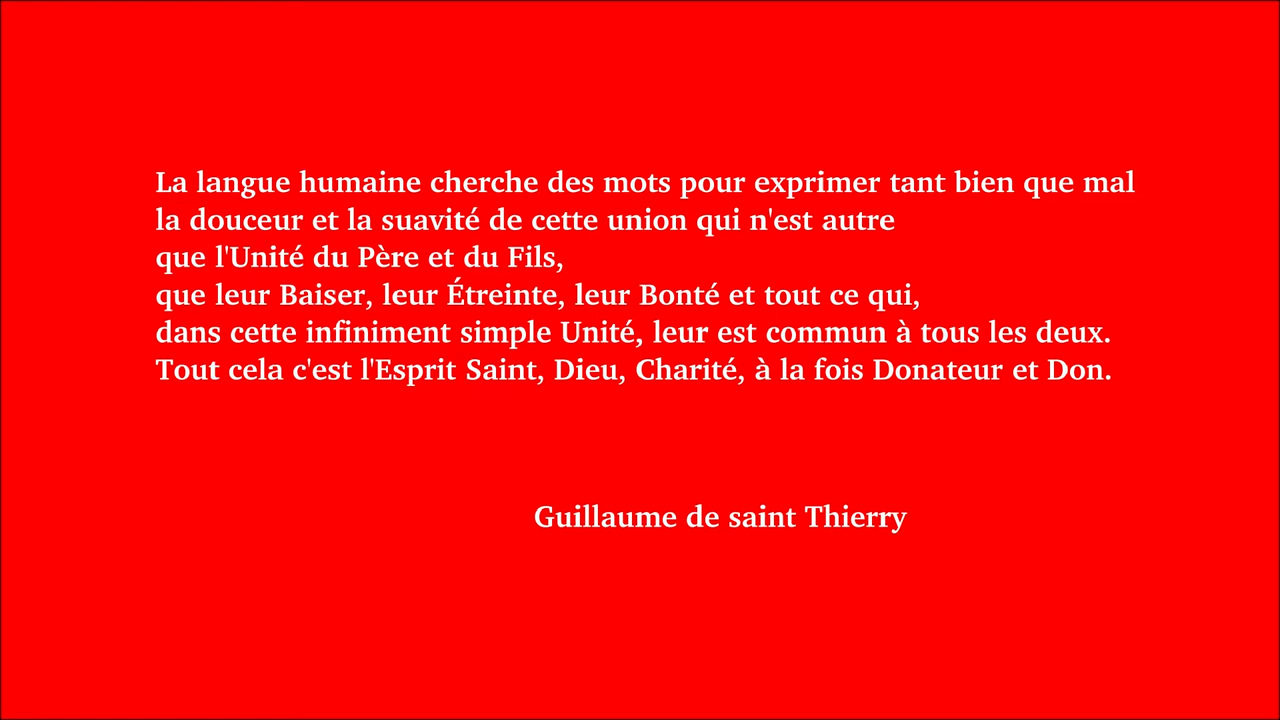 La langue humaine cherche des mots pour exprimer tant bien que mal
la douceur et la suavité de cette union qui n'est autre
que l'Unité du Père et du Fils,
que leur Baiser, leur Étreinte, leur Bonté et tout ce qui,
dans cette infiniment simple Unité, leur est commun à tous les deux.
Tout cela c'est l'Esprit Saint, Dieu, Charité, à la fois Donateur et Don.
Guillaume de saint Thierry